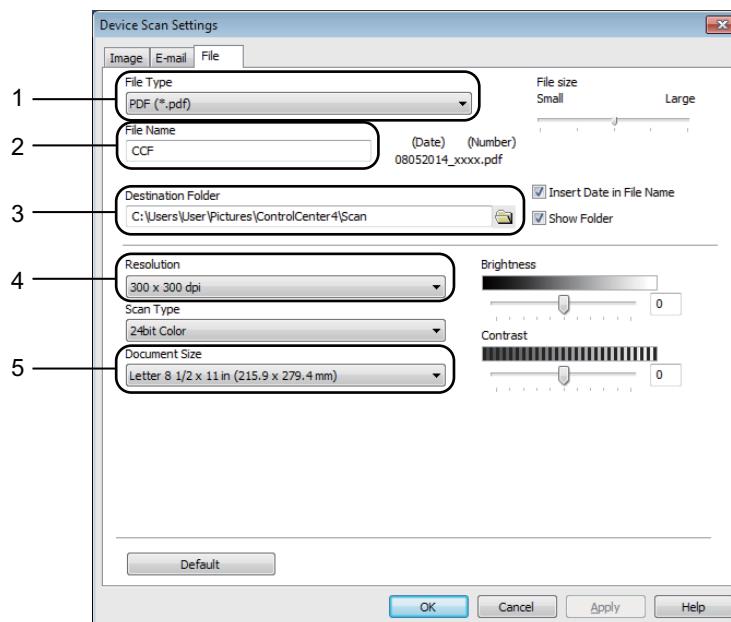 Device Scan Settings
Image E-mail File
1
File Type
PDF (*.pdf)
File size
Small Large
2
File Name
CCF
(Date) (Number)
08052014_xxxx.pdf
3
Destination Folder
C:\Users\User\Pictures\ControlCenter4\Scan
Insert Date in File Name
Show Folder
4
Resolution
300 x 300 dpi
Scan Type
24bit Color
5
Document Size
Letter 8 1/2 x 11 in (215.9 x 279.4 mm)
Brightness
0
Contrast
0
Default
OK Cancel Apply Help